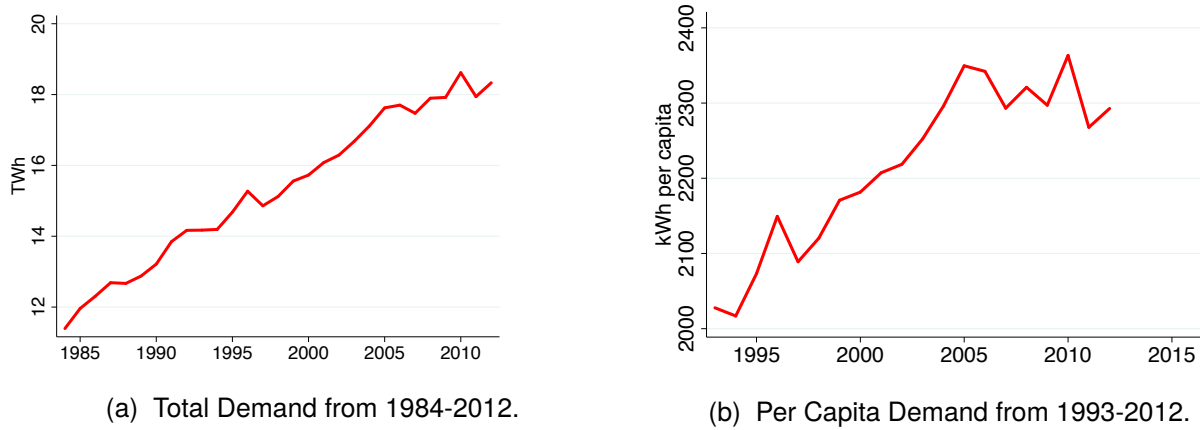 TWh
20
18
16
14
12
1985 1990 1995 2000 2005 2010
(a) Total Demand from 1984-2012.
kWh per capita
2400
2300
2200
2100
2000
1995 2000 2005 2010 2015
(b) Per Capita Demand from 1993-2012.